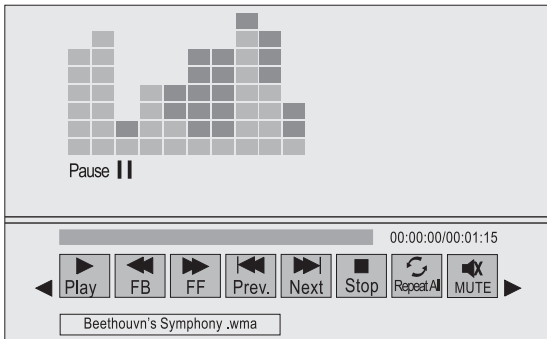 Pause
00:00:00/00:01:15
Play FB FF Prev. Next Stop Repeat All MUTE
Beethouvn's Symphony .wma